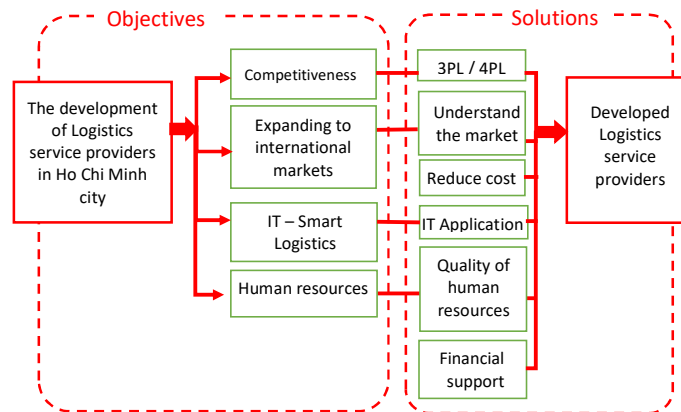 Objectives
Solutions
The development
of Logistics
service providers
in Ho Chi Minh
city
Competitiveness
Expanding to
international
markets
IT – Smart
Logistics
Human resources
3PL / 4PL
Understand
the market
Reduce cost
IT Application
Quality of
human
resources
Financial
support
Developed
Logistics
service
providers